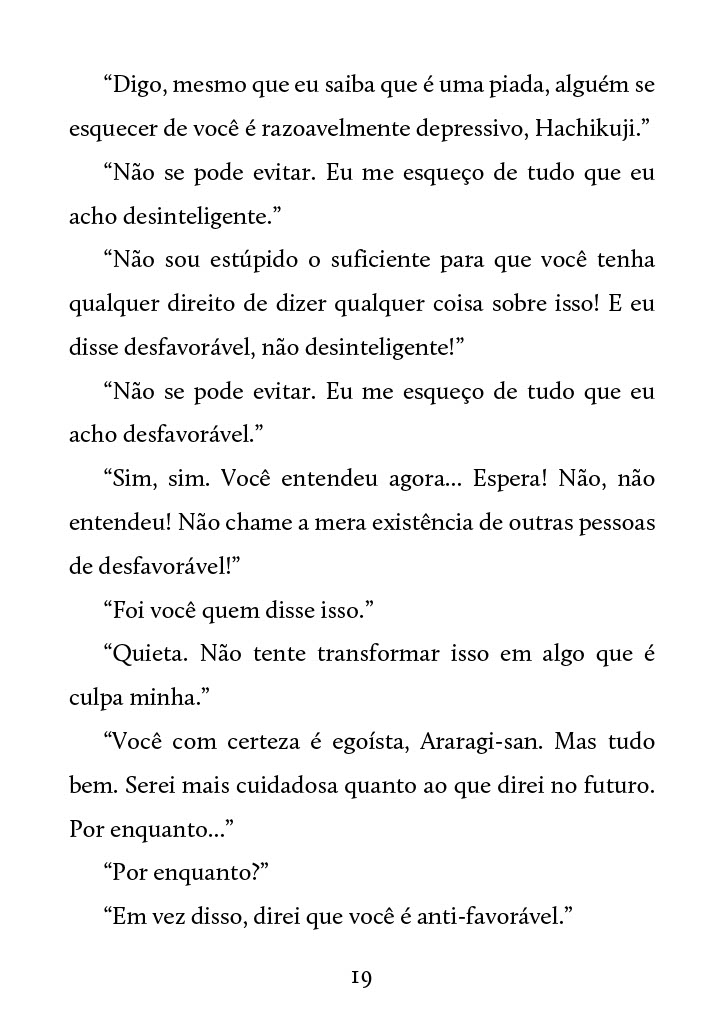 “Digo, mesmo que eu saiba que é uma piada, alguém se
esquecer de você é razoavelmente depressivo, Hachikuji.”
“Não se pode evitar. Eu me esqueço de tudo que eu
acho desinteligente.”
“Não sou estúpido o suficiente para que você tenha
qualquer direito de dizer qualquer coisa sobre isso! E eu
disse desfavorável, não desinteligente!”
“Não se pode evitar. Eu me esqueço de tudo que eu
acho desfavorável.”
“Sim, sim. Você entendeu agora... Espera! Não, não
entendeu! Não chame a mera existência de outras pessoas
de desfavorável!”
“Foi você quem disse isso.”
“Quieta. Não tente transformar isso em algo que é
culpa minha.”
“Você com certeza é egoísta, Araragi-san. Mas tudo
bem. Serei mais cuidadosa quanto ao que direi no futuro.
Por enquanto...”
“Por enquanto?”
“Em vez disso, direi que você é anti-favorável.”
19